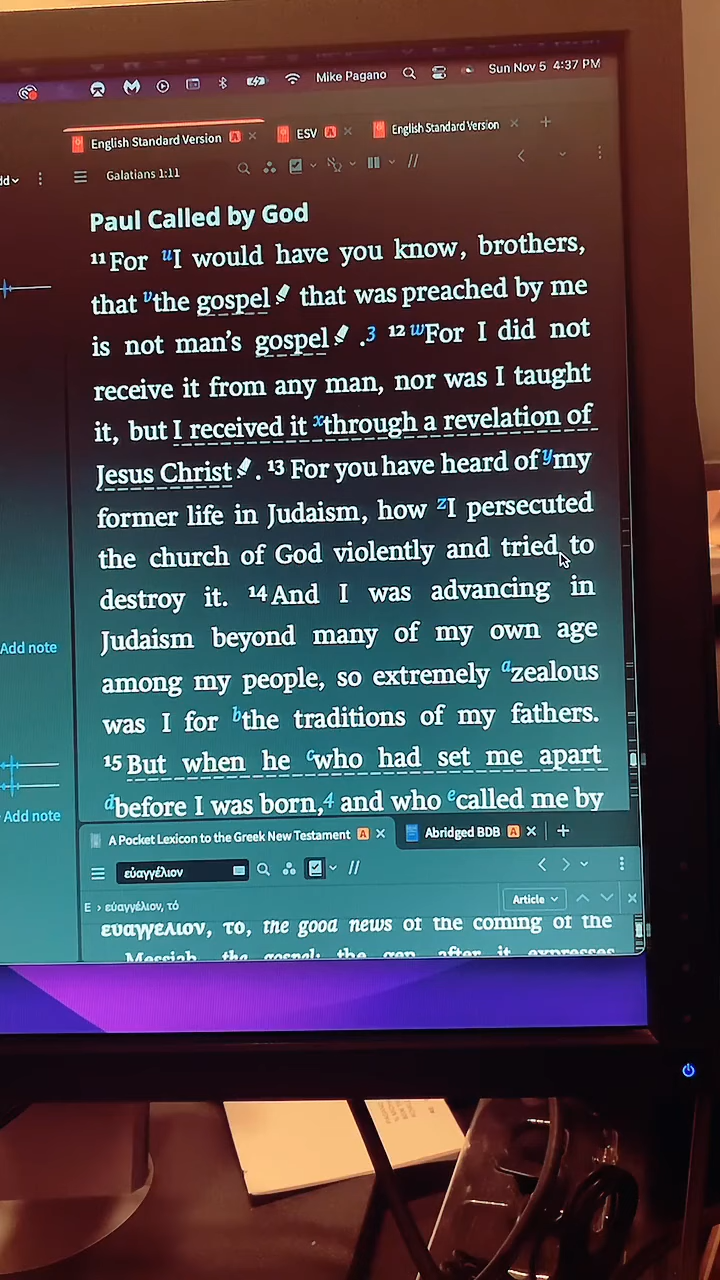 Mike Pagano Sun Nov 5 4:37 PM
English Standard Version A ESV A English Standard Version
Galatians 1:11
Paul Called by God
11 For uI would have you know, brothers,
that vthe gospel that was preached by me
is not man's gospel .3 12 wFor I did not
receive it from any man, nor was I taught
it, but I received it xthrough a revelation of
Jesus Christ. 13 For you have heard of ymy
former life in Judaism, how zI persecuted
the church of God violently and tried to
destroy it. 14 And I was advancing in
Judaism beyond many of my own age
Add note
among my people, so extremely azealous
was I for bthe traditions of my fathers.
15 But when he cwho had set me apart
dbefore I was born,4 and who ecalled me by
Add note
A Pocket Lexicon to the Greek New Testament A Abridged BDB A
εὐαγγέλιον
E › εὐαγγέλιον, τό Article
εὐαγγέλιον, τό, the good news of the coming of the
Messiah, the gospel; the gen. after it expresses